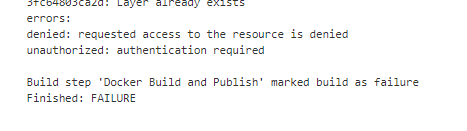 3fc64803ca2d: Layer already exists
errors:
denied: requested access to the resource is denied
unauthorized: authentication required
Build step 'Docker Build and Publish' marked build as failure
Finished: FAILURE